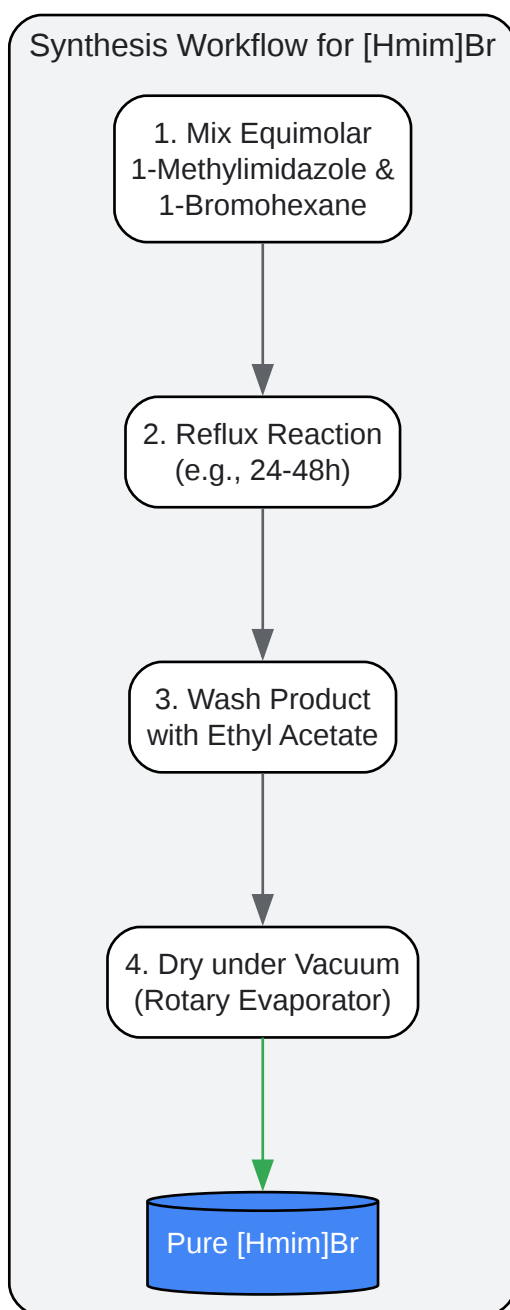 Synthesis Workflow for [Hmim]Br
1. Mix Equimolar
1-Methylimidazole &
1-Bromohexane
2. Reflux Reaction
(e.g., 24-48h)
3. Wash Product
with Ethyl Acetate
4. Dry under Vacuum
(Rotary Evaporator)
Pure [Hmim]Br